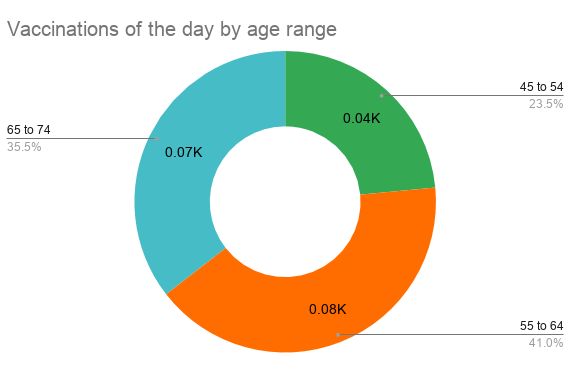 Vaccinations of the day by age range
45 to 54
23.5%
0.04K
65 to 74
35.5%
0.07K
0.08K
55 to 64
41.0%